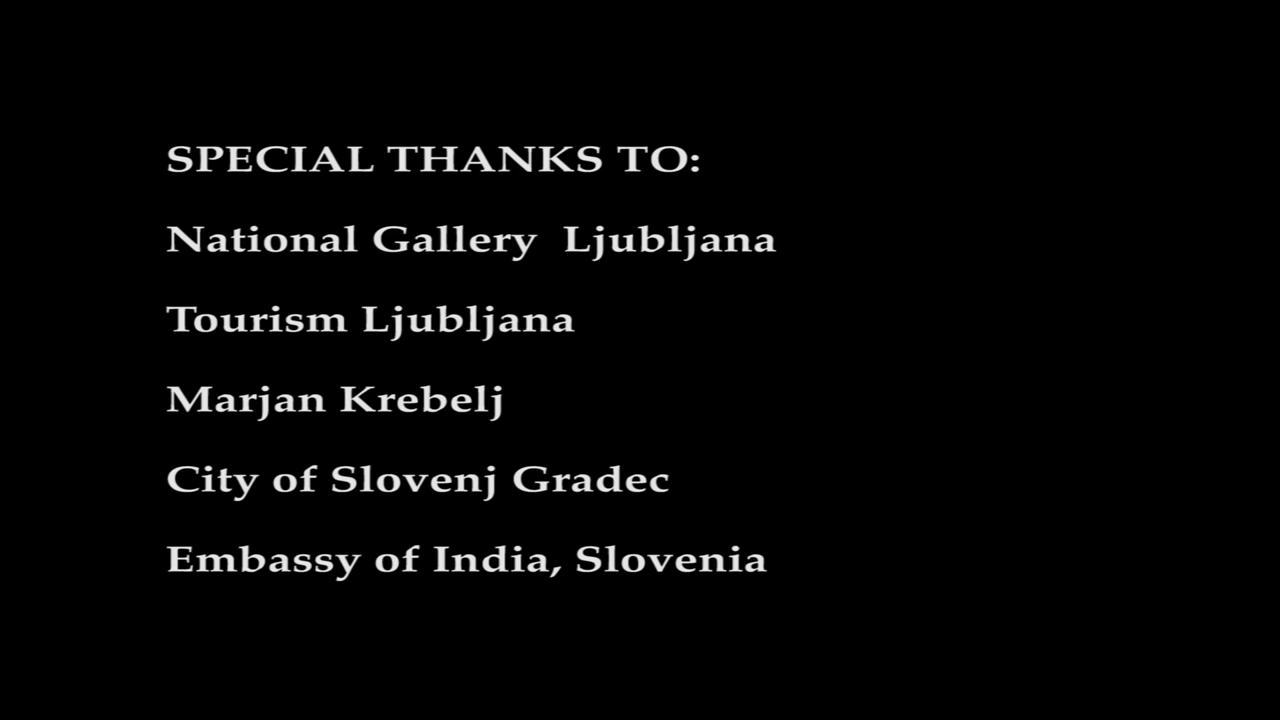 SPECIAL THANKS TO:
National Gallery  Ljubljana
Tourism Ljubljana
Marjan Krebelj
City of Slovenj Gradec
Embassy of India, Slovenia